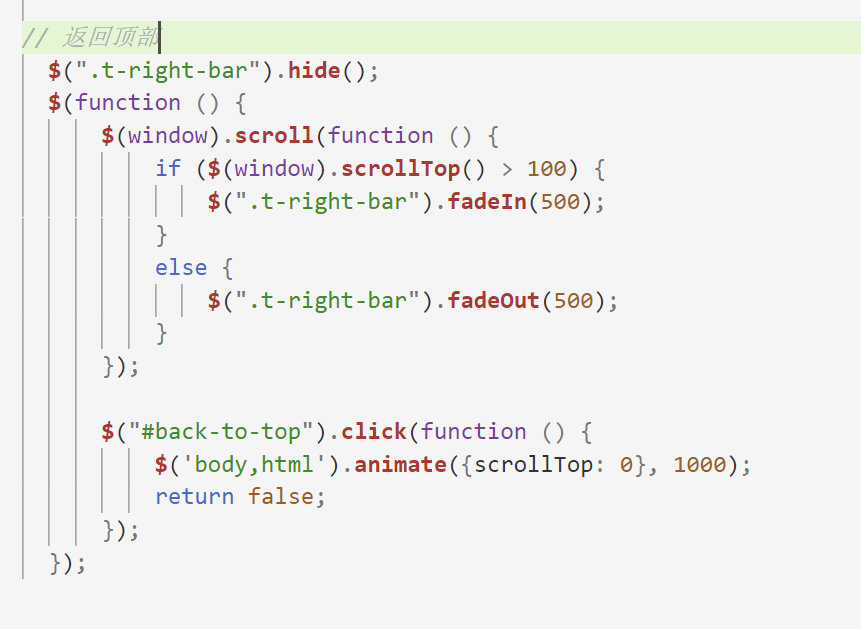 // 返回顶部
$(".t-right-bar").hide();
$(function () {
$(window).scroll(function () {
if ($(window).scrollTop() > 100) {
$(".t-right-bar").fadeIn(500);
}
else {
$(".t-right-bar").fadeOut(500);
}
});
$("#back-to-top").click(function () {
$('body,html').animate({scrollTop: 0}, 1000);
return false;
});
});